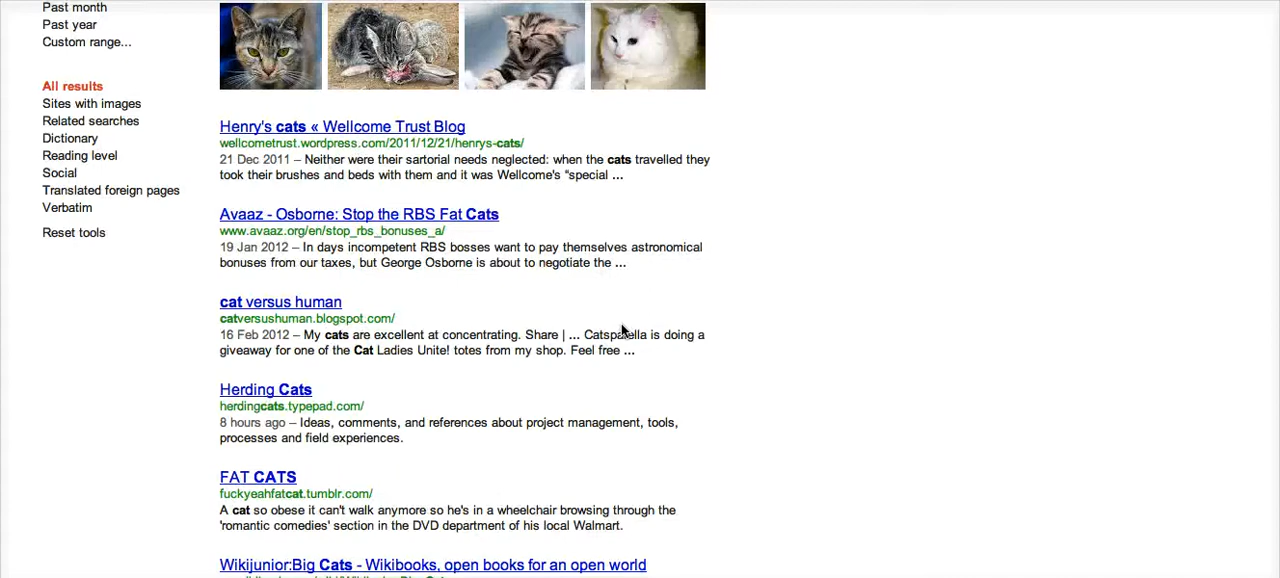 Past month
Past year
Custom range...
All results
Sites with images
Related searches
Dictionary
Reading level
Social
Translated foreign pages
Verbatim
Reset tools
Henry's cats « Wellcome Trust Blog
wellcometrust.wordpress.com/2011/12/21/henrys-cats/
21 Dec 2011 – Neither were their sartorial needs neglected: when the cats travelled they
took their brushes and beds with them and it was Wellcome's "special ...
Avaaz - Osborne: Stop the RBS Fat Cats
www.avaaz.org/en/stop_rbs_bonuses_a/
19 Jan 2012 – In days incompetent RBS bosses want to pay themselves astronomical
bonuses from our taxes, but George Osborne is about to negotiate the ...
cat versus human
catversushuman.blogspot.com/
16 Feb 2012 – My cats are excellent at concentrating. Share | ... is doing a
giveaway for one of the Cat Ladies Unite! totes from my shop. Feel free ...
Herding Cats
herdingcats.typepad.com/
8 hours ago – Ideas, comments, and references about project management, tools,
processes and field experiences.
FAT CATS
fuckyeahfatcat.tumblr.com/
A cat so obese it can't walk anymore so he's in a wheelchair browsing through the
'romantic comedies' section in the DVD department of his local Walmart.
Wikijunior:Big Cats - Wikibooks, open books for an open world